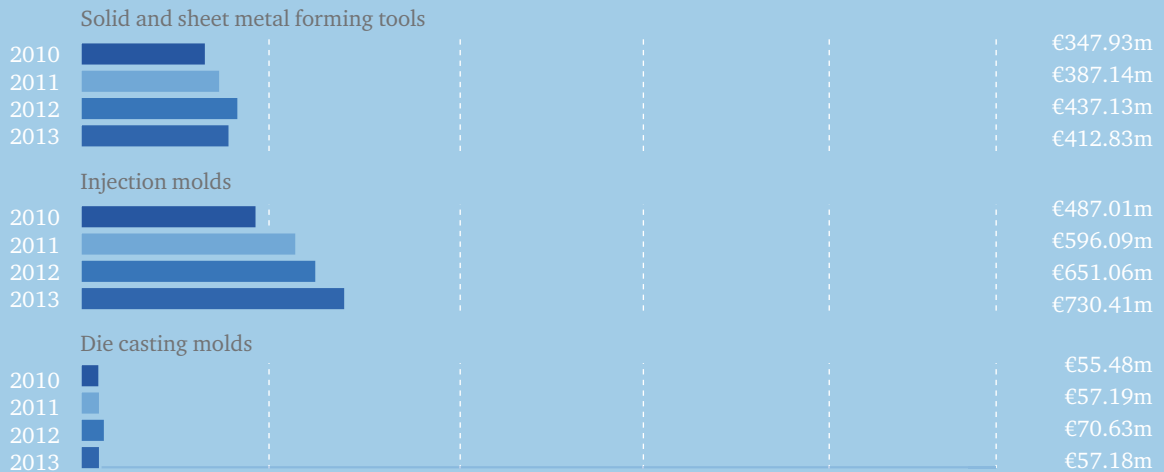 Solid and sheet metal forming tools
2010 €347.93m
2011 €387.14m
2012 €437.13m
2013 €412.83m
Injection molds
2010 €487.01m
2011 €596.09m
2012 €651.06m
2013 €730.41m
Die casting molds
2010 €55.48m
2011 €57.19m
2012 €70.63m
2013 €57.18m